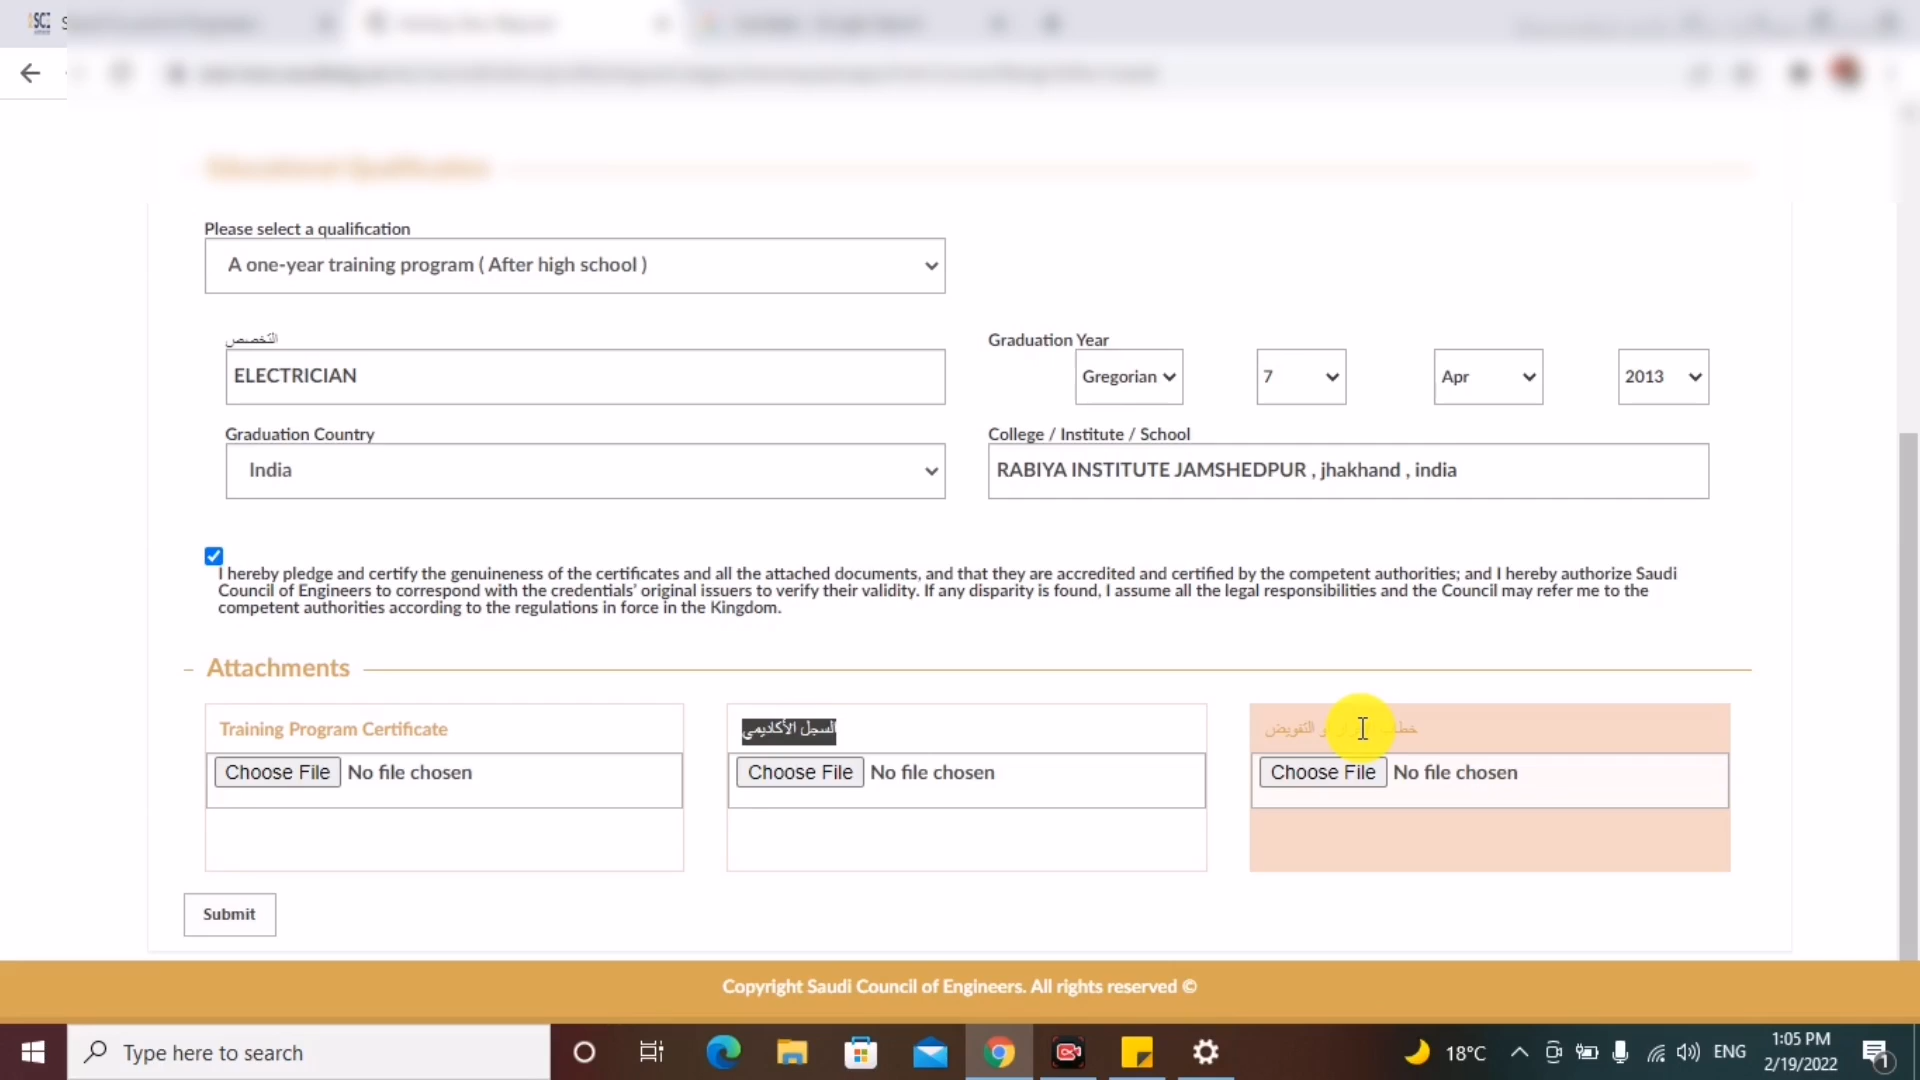 Please select a qualification
A one-year training program ( After high school )
التخصص
ELECTRICIAN
Graduation Year
Gregorian 7 Apr 2013
Graduation Country
India
College / Institute / School
RABIYA INSTITUTE JAMSHEDPUR , jhakhand , india
I hereby pledge and certify the genuineness of the certificates and all the attached documents, and that they are accredited and certified by the competent authorities; and I hereby authorize Saudi
Council of Engineers to correspond with the credentials' original issuers to verify their validity. If any disparity is found, I assume all the legal responsibilities and the Council may refer me to the
competent authorities according to the regulations in force in the Kingdom.
Attachments
Training Program Certificate
Choose File No file chosen
السجل الأكاديمي
Choose File No file chosen
التفويض
Choose File No file chosen
Submit
Copyright Saudi Council of Engineers. All rights reserved ©
Type here to search
18°C
ENG
1:05 PM
2/19/2022
1